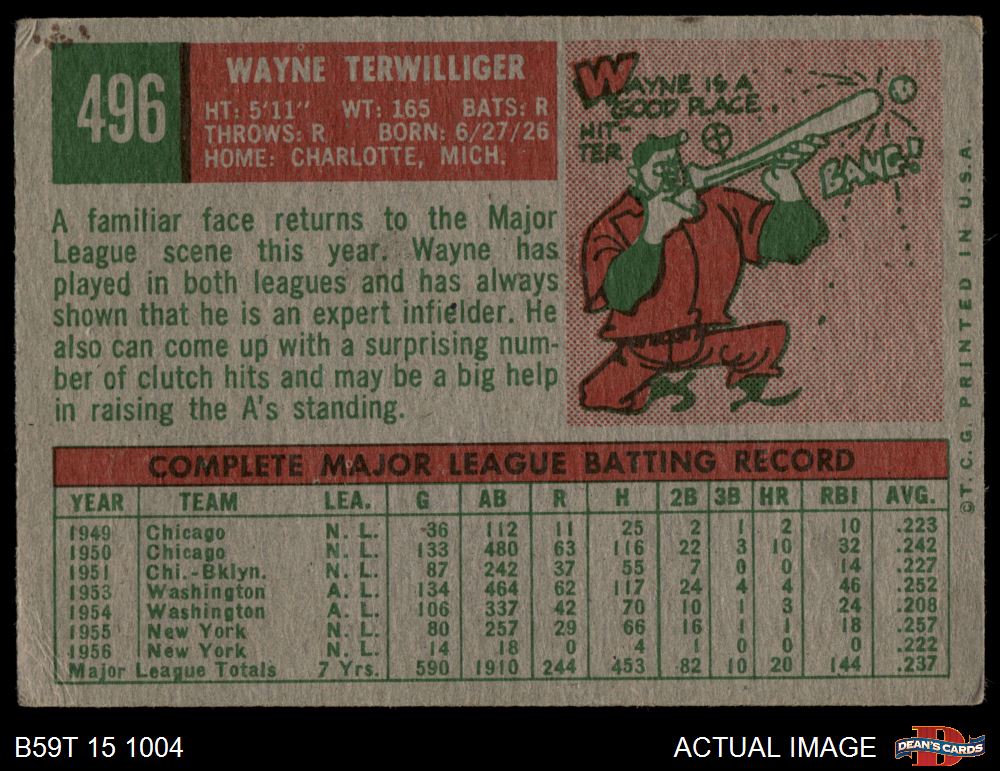 496
WAYNE TERWILLIGER
HT: 5'11" WT: 165 BATS: R
THROWS: R BORN: 6/27/26
HOME: CHARLOTTE, MICH.
A familiar face returns to the Major
League scene this year. Wayne has
played in both leagues and has always
shown that he is an expert infielder. He
also can come up with a surprising num-
ber of clutch hits and may be a big help
in raising the A's standing.
WAYNE IS A
GOOD PLACE
HIT-
TER
BANG!
COMPLETE MAJOR LEAGUE BATTING RECORD
YEAR TEAM LEA. G AB R H 2B 3B HR RBI AVG.
1949 Chicago N. L. 36 112 11 25 2 1 2 10 .223
1950 Chicago N. L. 133 480 63 116 22 3 10 32 .242
1951 Chi.-Bklyn. N. L. 87 242 37 55 7 0 0 14 .227
1953 Washington A. L. 134 464 62 117 24 4 4 46 .252
1954 Washington A. L. 106 337 42 70 10 1 3 24 .208
1955 New York N. L. 80 257 29 66 16 1 1 18 .257
1956 New York N. L. 14 18 0 4 1 0 0 0 .222
Major League Totals 7 Yrs. 590 1910 244 453 82 10 20 144 .237
©T.C.G. PRINTED IN U.S.A.
B59T 15 1004
ACTUAL IMAGE
DEAN'S CARDS